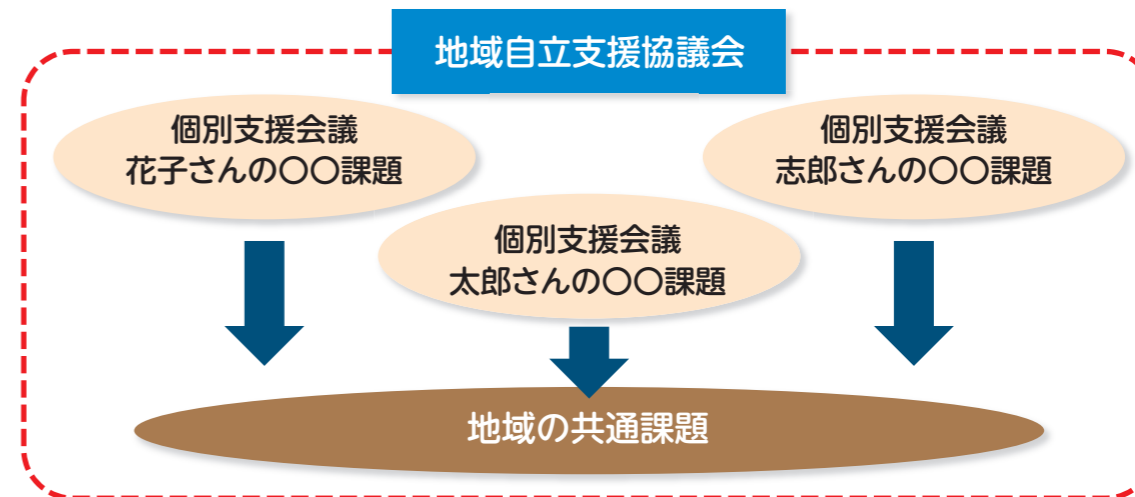 地域自立支援協議会
個別支援会議
花子さんの〇〇課題
個別支援会議
志郎さんの〇〇課題
個別支援会議
太郎さんの〇〇課題
地域の共通課題